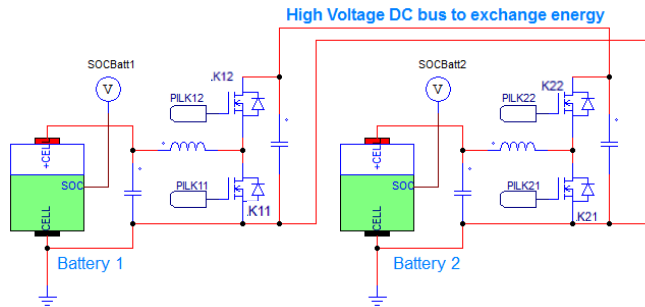 High Voltage DC bus to exchange energy
SOCBatt1
V
.K12
PILK12
+CELL
SOC
PILK11
CELL
.K11
Battery 1
SOCBatt2
V
K22
PILK22
+CELL
SOC
PILK21
CELL
.K21
Battery 2